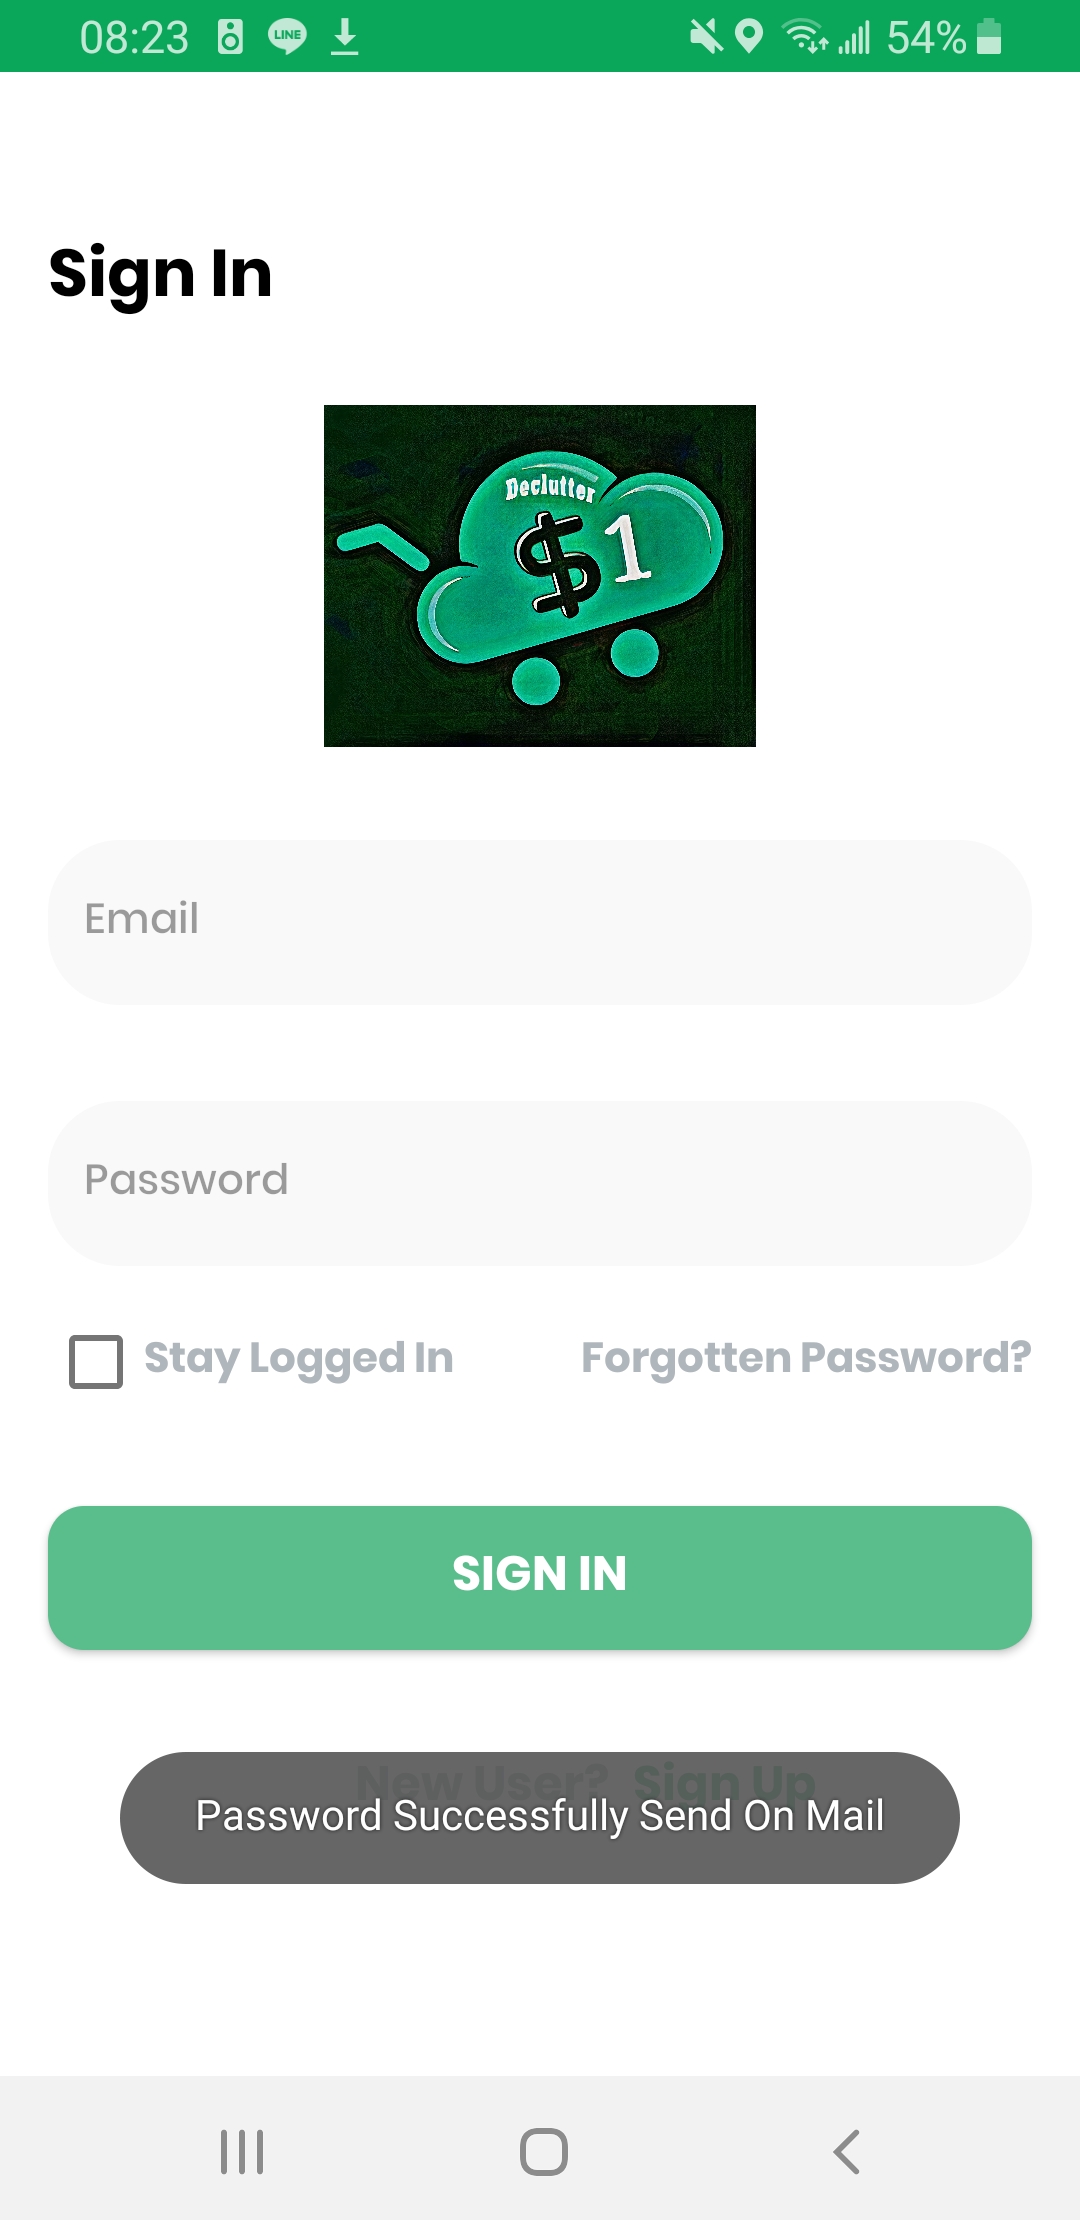 08:23 LINE 54%
Sign In
Declutter
$1
Email
Password
Stay Logged In Forgotten Password?
SIGN IN
New User? Sign Up
Password Successfully Send On Mail